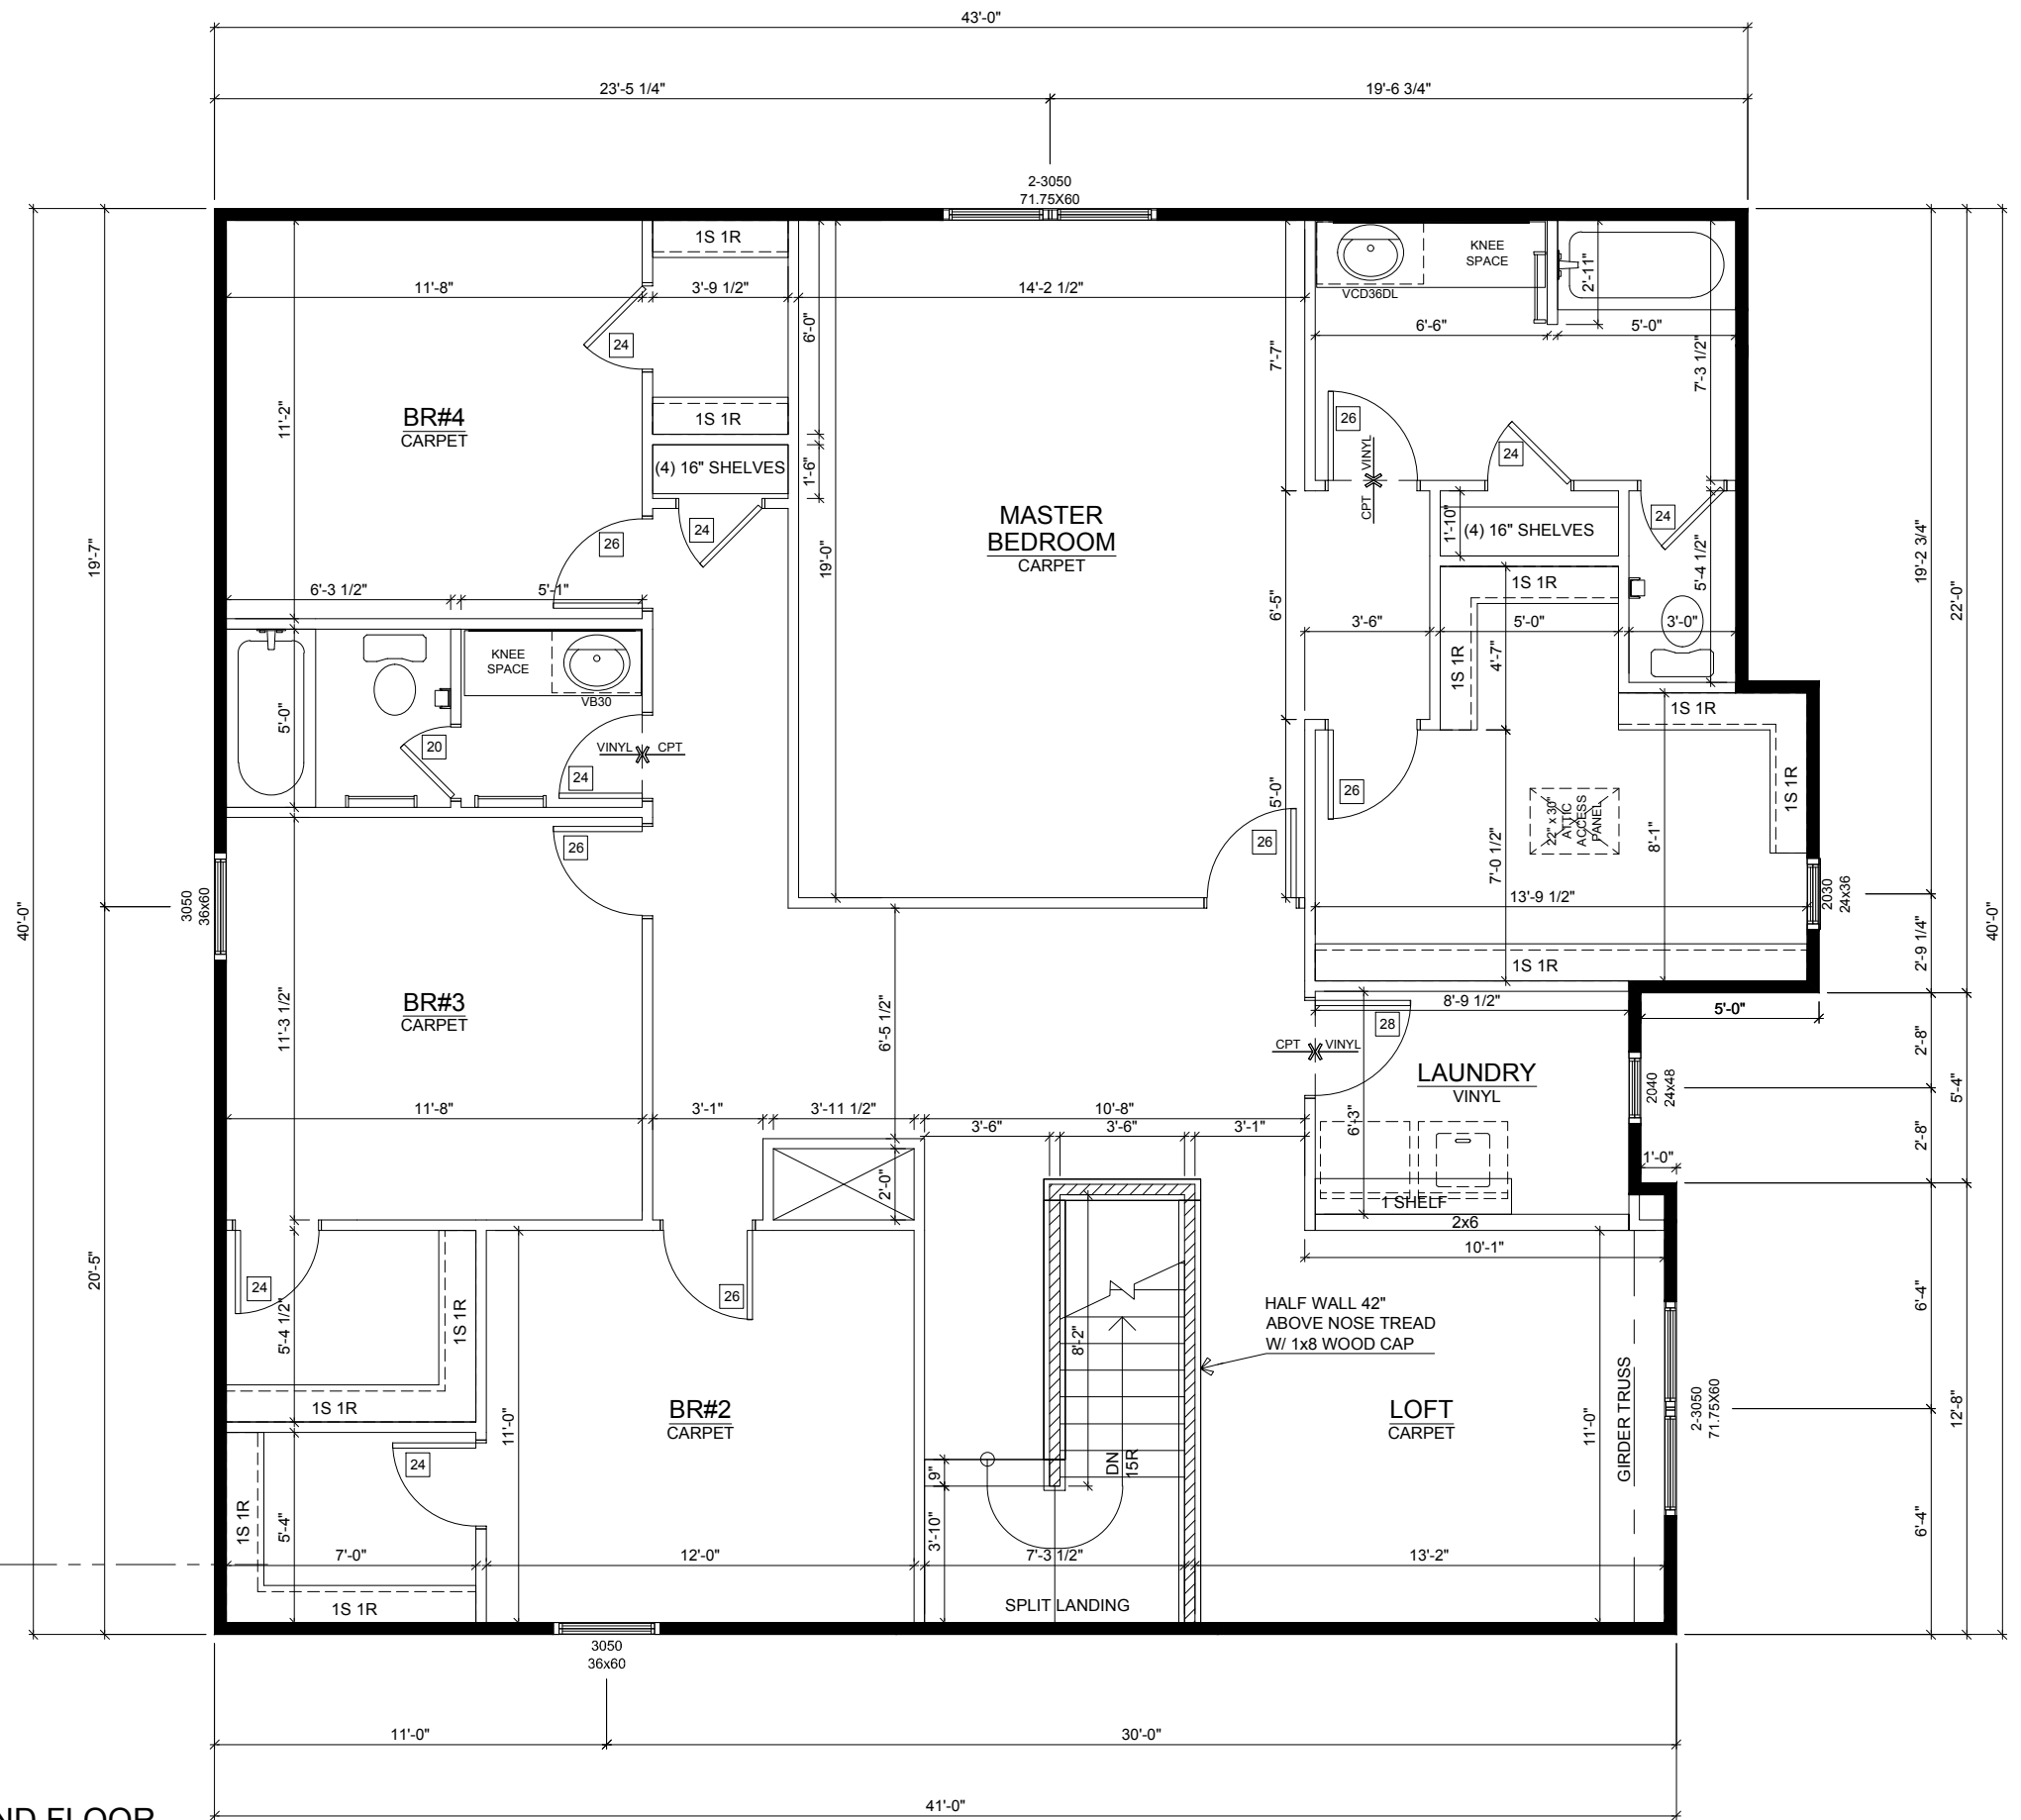 43'-0"
23'-5 1/4"
19'-6 3/4"
2-3050
71.75X60
1S 1R
KNEE
SPACE
VCD36DL
2'-11"
11'-8"
3'-9 1/2"
14'-2 1/2"
6'-6"
5'-0"
6'-0"
24
7'-7"
7'-3 1/2"
11'-2"
BR#4
CARPET
1S 1R
26
VINYL
CPT
24
(4) 16" SHELVES
1'-6"
MASTER
BEDROOM
CARPET
24
26
19'-0"
1'-10"
(4) 16" SHELVES
24
5'-4 1/2"
19'-7"
19'-2 3/4"
22'-0"
6'-3 1/2"
5'-1"
6'-5"
1S 1R
3'-6"
5'-0"
3'-0"
KNEE
SPACE
VB30
1S 1R
4'-7"
5'-0"
20
VINYL
CPT
24
1S 1R
1S 1R
26
5'-0"
22" x 30"
ATTIC
ACCESS
PANEL
26
26
8'-1"
7'-0 1/2"
13'-9 1/2"
3050
36x60
2030
24x36
40'-0"
40'-0"
2'-9 1/4"
1S 1R
BR#3
CARPET
11'-3 1/2"
6'-5 1/2"
8'-9 1/2"
5'-0"
28
CPT
VINYL
LAUNDRY
VINYL
2040
24x48
2'-8"
5'-4"
2'-8"
11'-8"
3'-1"
3'-11 1/2"
10'-8"
3'-6"
3'-6"
3'-1"
6'-3"
1'-0"
2'-0"
1 SHELF
2x6
10'-1"
20'-5"
24
26
5'-4 1/2"
1S 1R
1S 1R
HALF WALL 42"
ABOVE NOSE TREAD
W/ 1x8 WOOD CAP
8'-2"
6'-4"
BR#2
CARPET
LOFT
CARPET
GIRDER TRUSS
2-3050
71.75X60
12'-8"
11'-0"
11'-0"
24
DN
15R
9"
1S 1R
5'-4"
3'-10"
6'-4"
7'-0"
12'-0"
7'-3 1/2"
13'-2"
1S 1R
SPLIT LANDING
3050
36x60
11'-0"
30'-0"
41'-0"
ND FLOOR